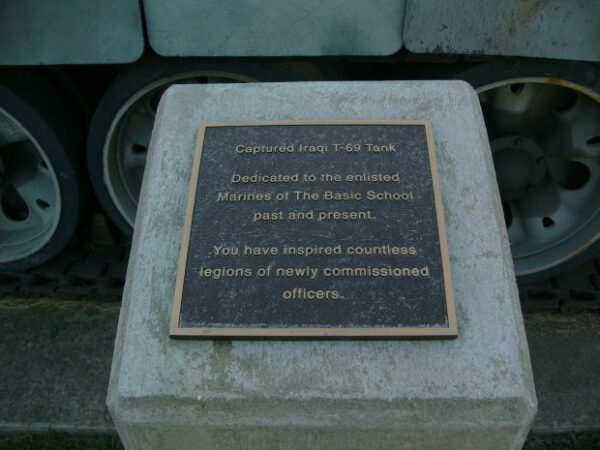 Captured Iraqi T-69 Tank
Dedicated to the enlisted
Marines of The Basic School
past and present.
You have inspired countless
legions of newly commissioned
officers.